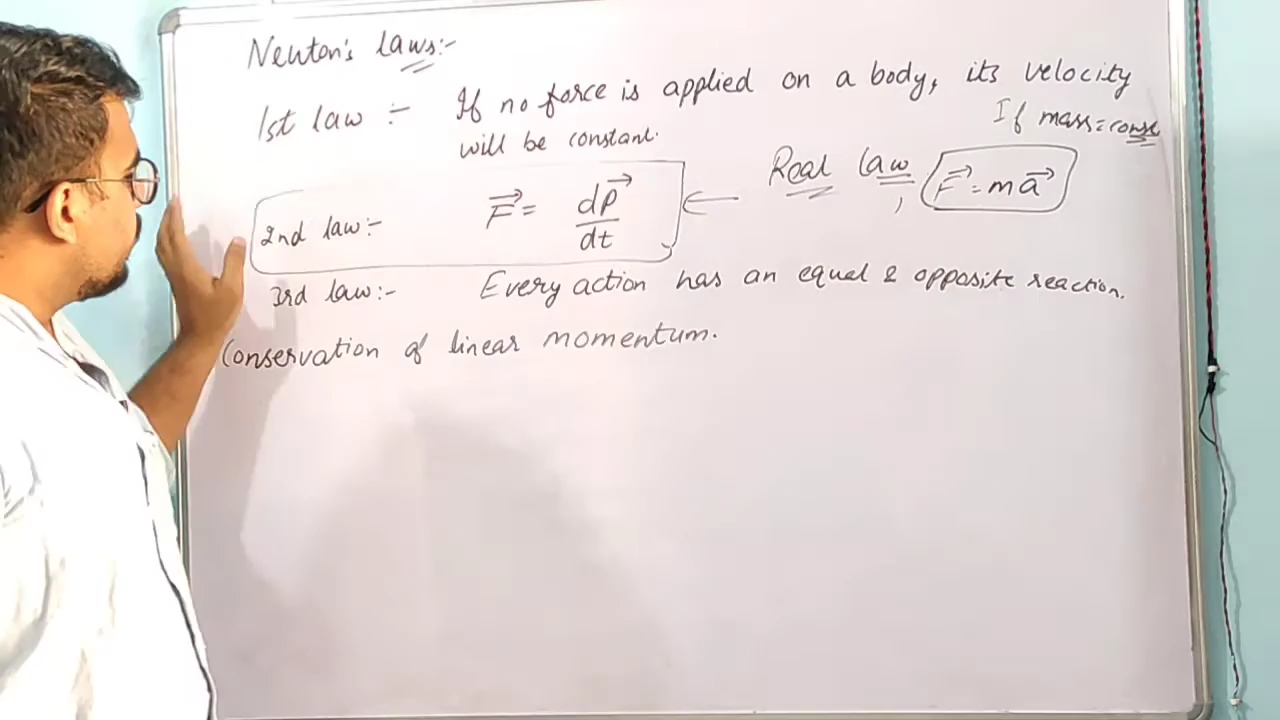 Newton's laws:-
1st law :- If no force is applied on a body, its velocity
will be constant.
If mass=const
2nd law:- F⃗ = dp⃗/dt ← Real law, F⃗ = ma⃗
3rd law:- Every action has an equal & opposite reaction.
Conservation of linear momentum.